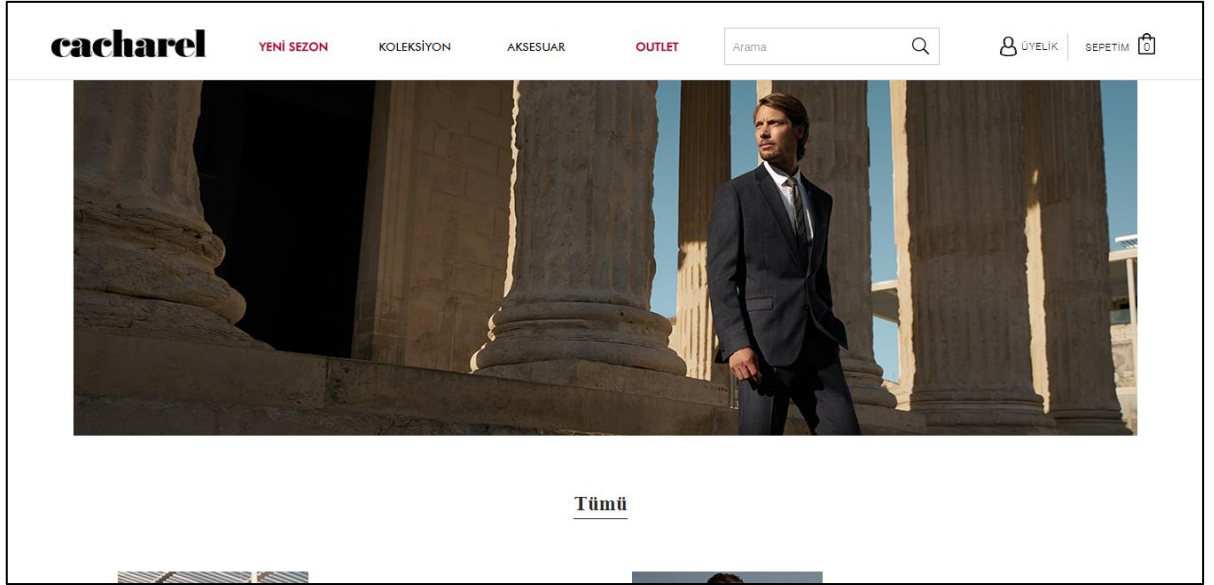 cacharel
YENİ SEZON
KOLEKSİYON
AKSESUAR
OUTLET
Arama
ÜYELİK
SEPETİM 0
Tümü